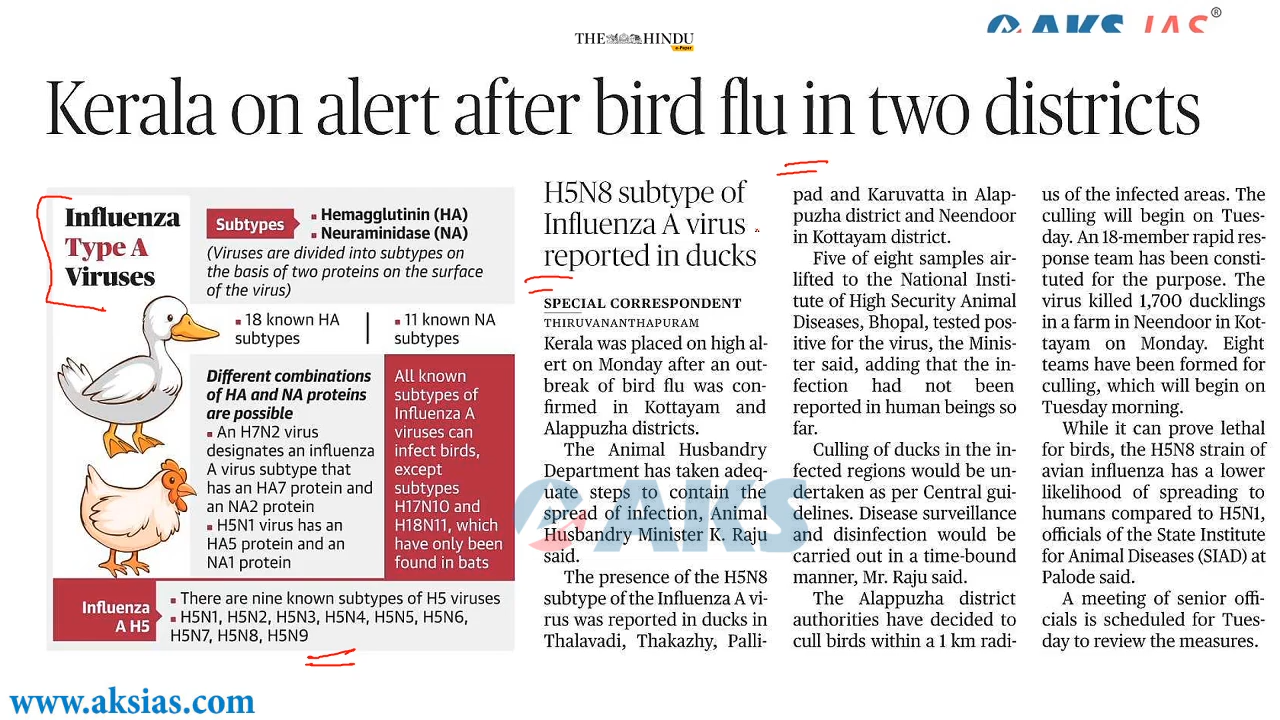 AKS IAS®
THE HINDU
e-Paper
Kerala on alert after bird flu in two districts
Influenza
Type A
Viruses
Subtypes
▪ Hemagglutinin (HA)
▪ Neuraminidase (NA)
(Viruses are divided into subtypes on
the basis of two proteins on the surface
of the virus)
▪ 18 known HA
subtypes
▪ 11 known NA
subtypes
Different combinations
of HA and NA proteins
are possible
▪ An H7N2 virus
designates an influenza
A virus subtype that
has an HA7 protein and
an NA2 protein
▪ H5N1 virus has an
HA5 protein and an
NA1 protein
All known
subtypes of
Influenza A
viruses can
infect birds,
except
subtypes
H17N10 and
H18N11, which
have only been
found in bats
Influenza
A H5
▪ There are nine known subtypes of H5 viruses
▪ H5N1, H5N2, H5N3, H5N4, H5N5, H5N6,
H5N7, H5N8, H5N9
H5N8 subtype of
Influenza A virus
reported in ducks
SPECIAL CORRESPONDENT
THIRUVANANTHAPURAM
Kerala was placed on high al-
ert on Monday after an out-
break of bird flu was con-
firmed in Kottayam and
Alappuzha districts.
The Animal Husbandry
Department has taken adeq-
uate steps to contain the
spread of infection, Animal
Husbandry Minister K. Raju
said.
The presence of the H5N8
subtype of the Influenza A vi-
rus was reported in ducks in
Thalavadi, Thakazhy, Palli-
pad and Karuvatta in Alap-
puzha district and Neendoor
in Kottayam district.
Five of eight samples air-
lifted to the National Insti-
tute of High Security Animal
Diseases, Bhopal, tested pos-
itive for the virus, the Minis-
ter said, adding that the in-
fection had not been
reported in human beings so
far.
Culling of ducks in the in-
fected regions would be un-
dertaken as per Central gui-
delines. Disease surveillance
and disinfection would be
carried out in a time-bound
manner, Mr. Raju said.
The Alappuzha district
authorities have decided to
cull birds within a 1 km radi-
us of the infected areas. The
culling will begin on Tues-
day. An 18-member rapid res-
ponse team has been consti-
tuted for the purpose. The
virus killed 1,700 ducklings
in a farm in Neendoor in Kot-
tayam on Monday. Eight
teams have been formed for
culling, which will begin on
Tuesday morning.
While it can prove lethal
for birds, the H5N8 strain of
avian influenza has a lower
likelihood of spreading to
humans compared to H5N1,
officials of the State Institute
for Animal Diseases (SIAD) at
Palode said.
A meeting of senior offi-
cials is scheduled for Tues-
day to review the measures.
AKS
www.aksias.com